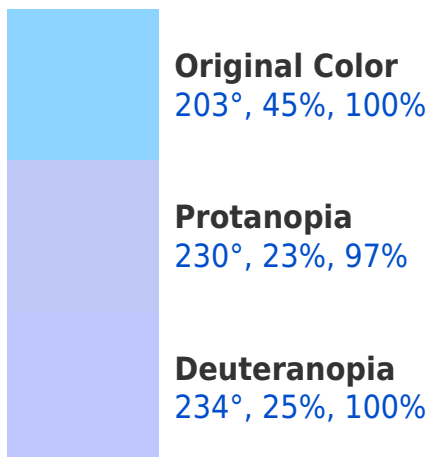 Original Color
203°, 45%, 100%
Protanopia
230°, 23%, 97%
Deuteranopia
234°, 25%, 100%